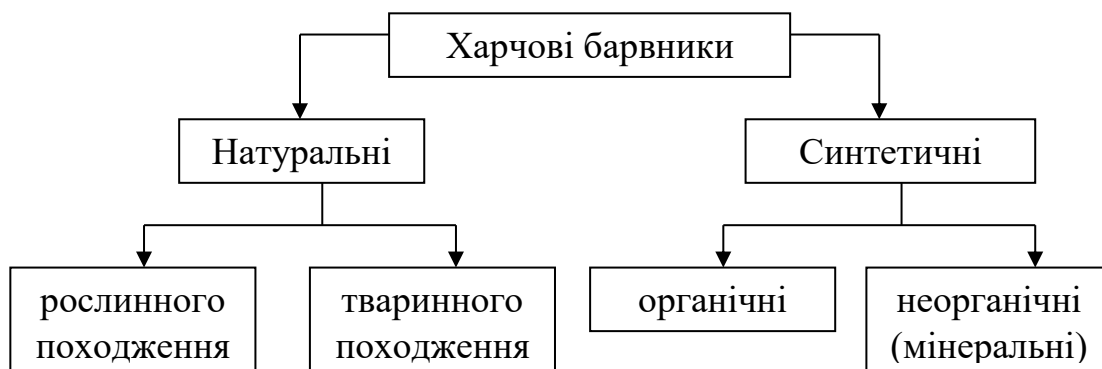 Харчові барвники
Натуральні
Синтетичні
рослинного
походження
тваринного
походження
органічні
неорганічні
(мінеральні)